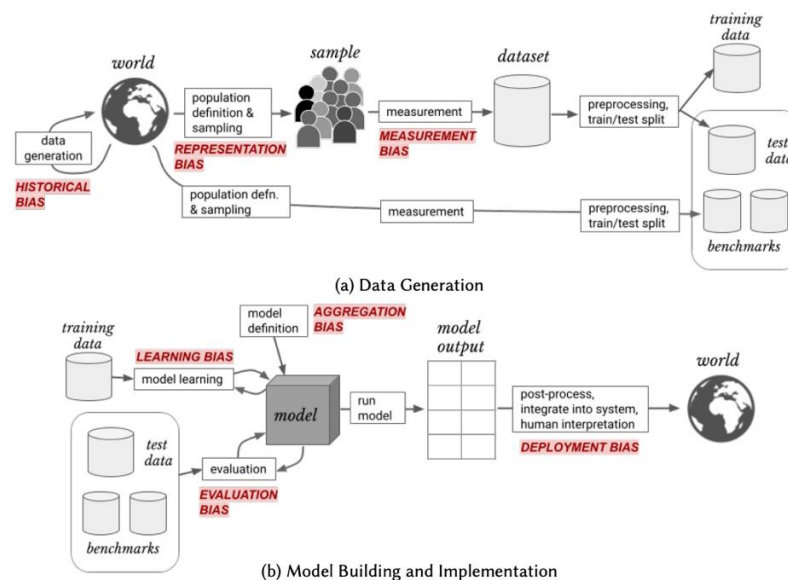 training
data
sample
dataset
world
population
definition &
sampling
measurement
preprocessing,
train/test split
data
generation
REPRESENTATION
BIAS
MEASUREMENT
BIAS
HISTORICAL
BIAS
test
data
population defn.
& sampling
measurement
preprocessing,
train/test split
benchmarks
(a) Data Generation
training
data
LEARNING BIAS
model learning
model
definition
AGGREGATION
BIAS
model
output
world
model
run
model
post-process,
integrate into system,
human interpretation
DEPLOYMENT BIAS
test
data
evaluation
EVALUATION
BIAS
benchmarks
(b) Model Building and Implementation